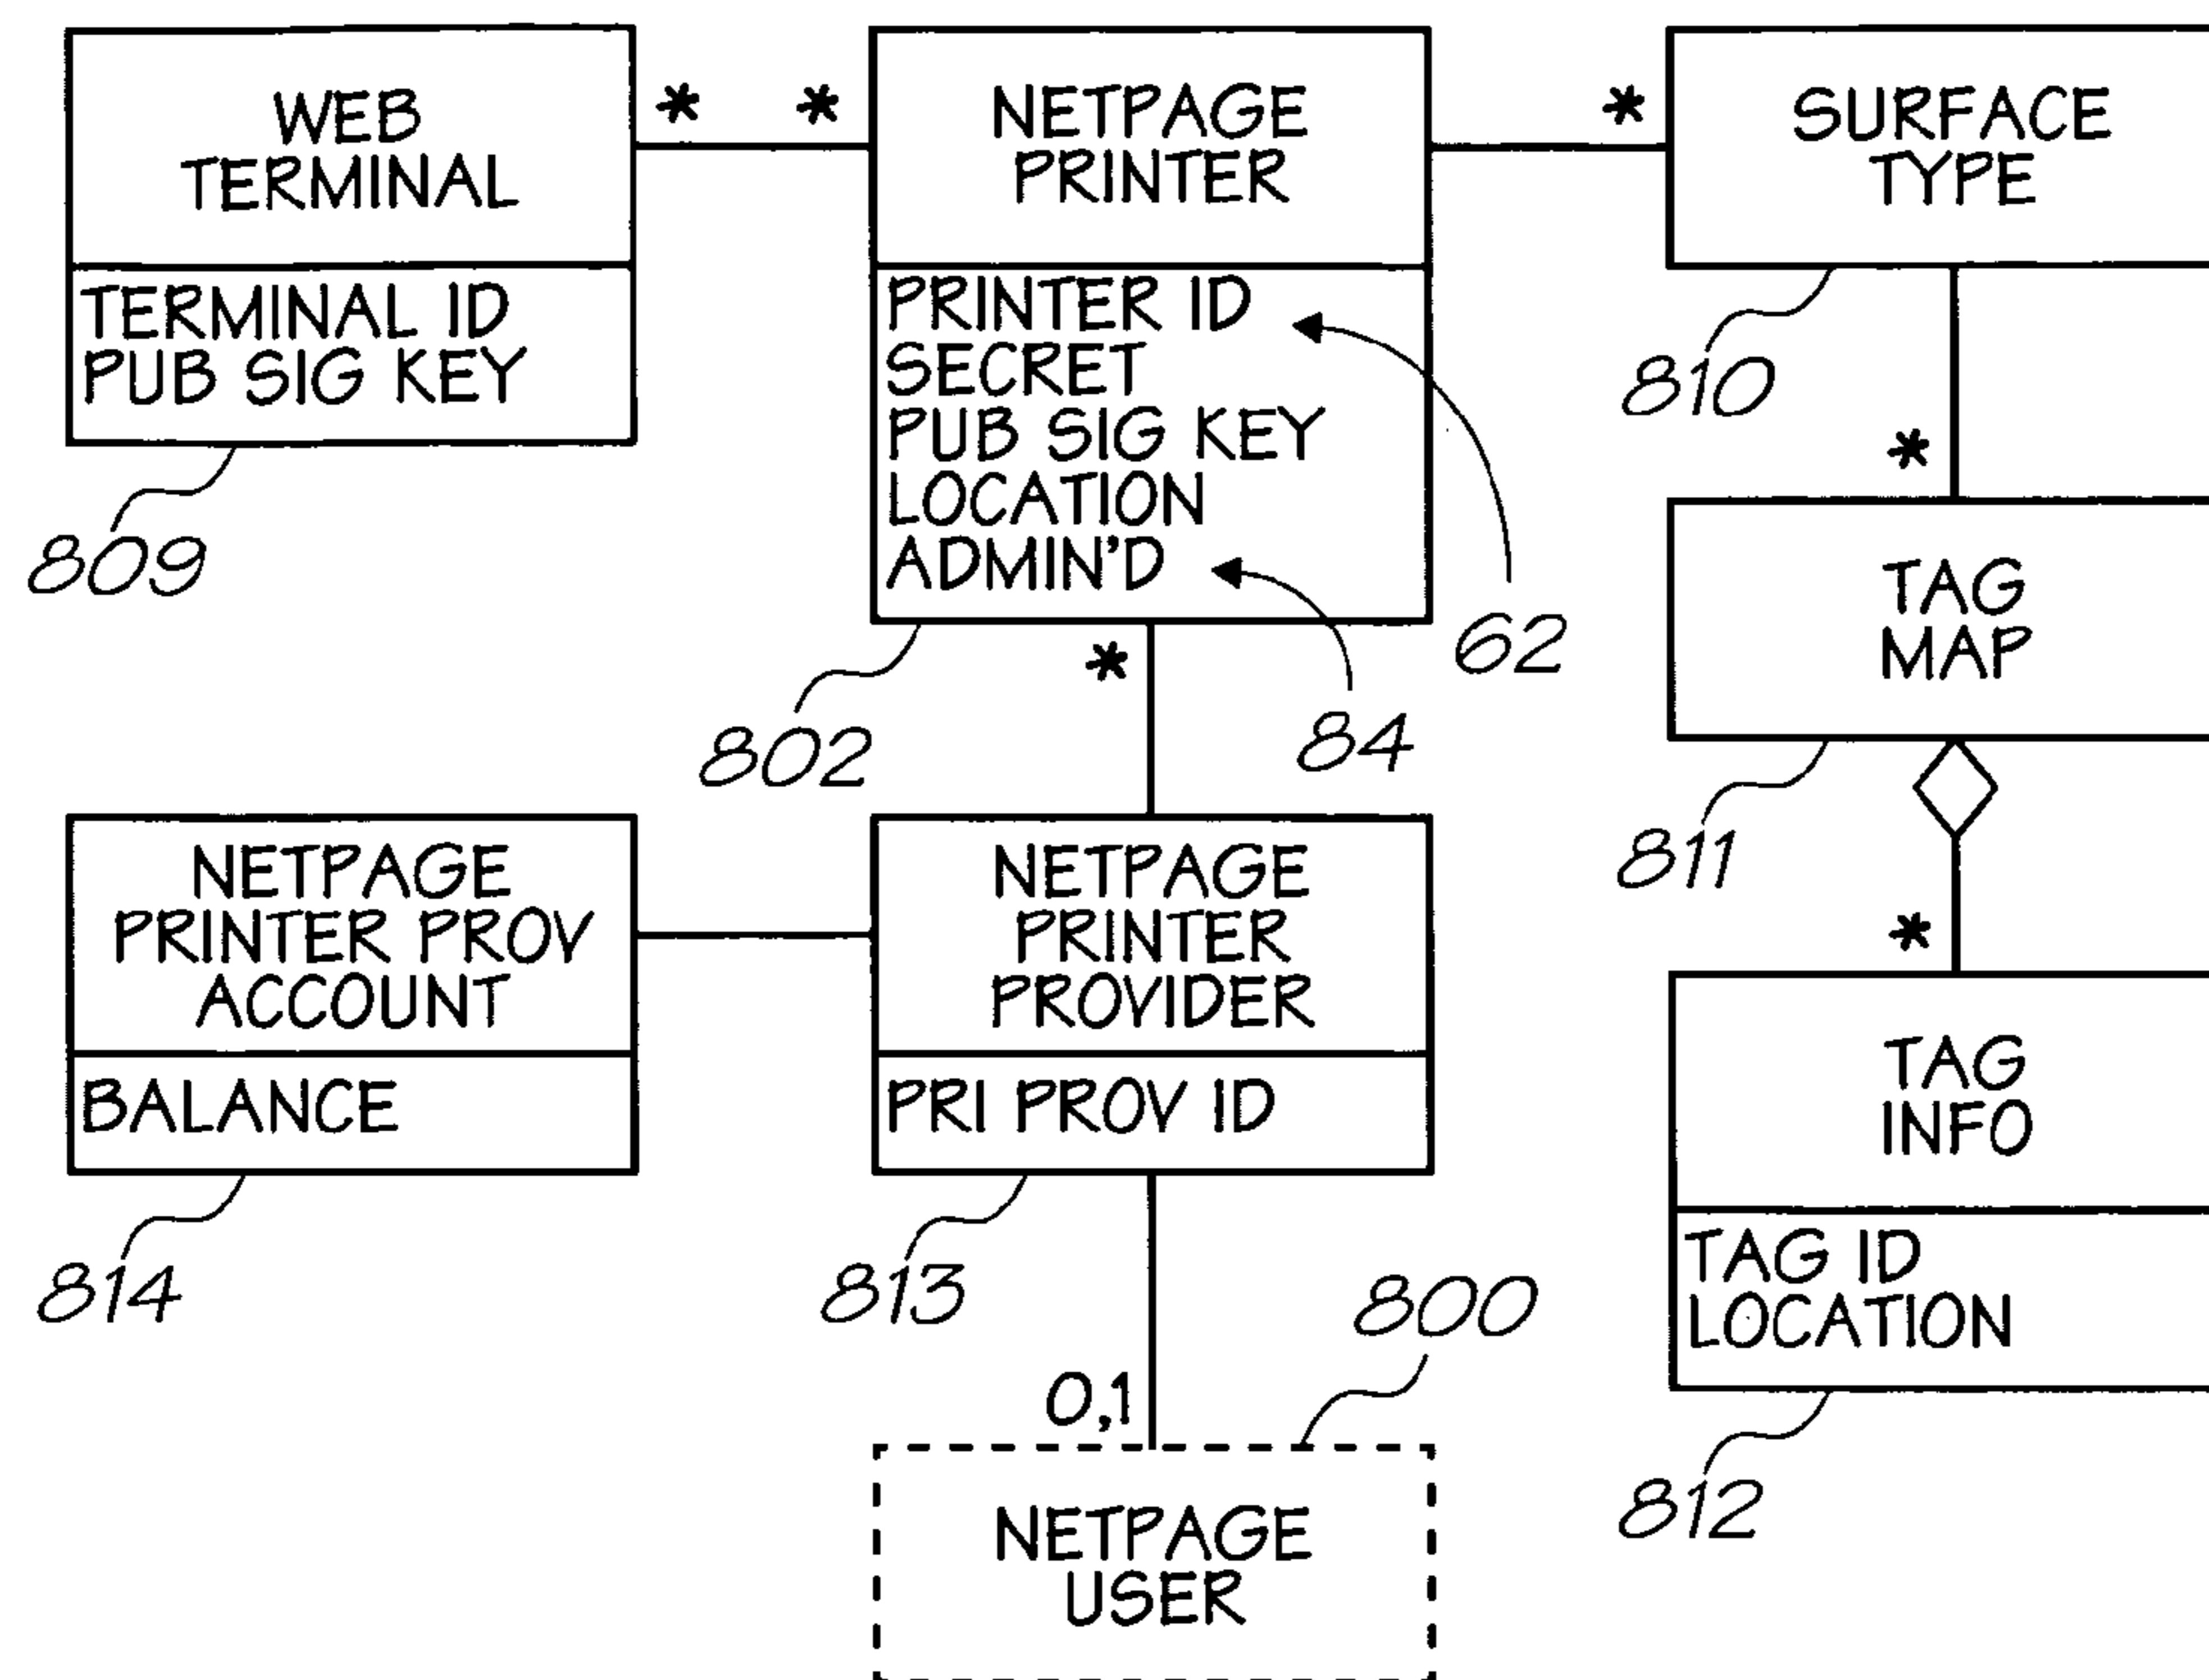 WEB
TERMINAL
TERMINAL ID
PUB SIG KEY
809
*
*
NETPAGE
PRINTER
PRINTER ID
SECRET
PUB SIG KEY
LOCATION
ADMIN'D
62
84
802
*
*
SURFACE
TYPE
810
*
TAG
MAP
811
*
TAG
INFO
TAG ID
LOCATION
812
NETPAGE
PRINTER PROV
ACCOUNT
BALANCE
814
NETPAGE
PRINTER
PROVIDER
PRI PROV ID
813
800
0,1
NETPAGE
USER